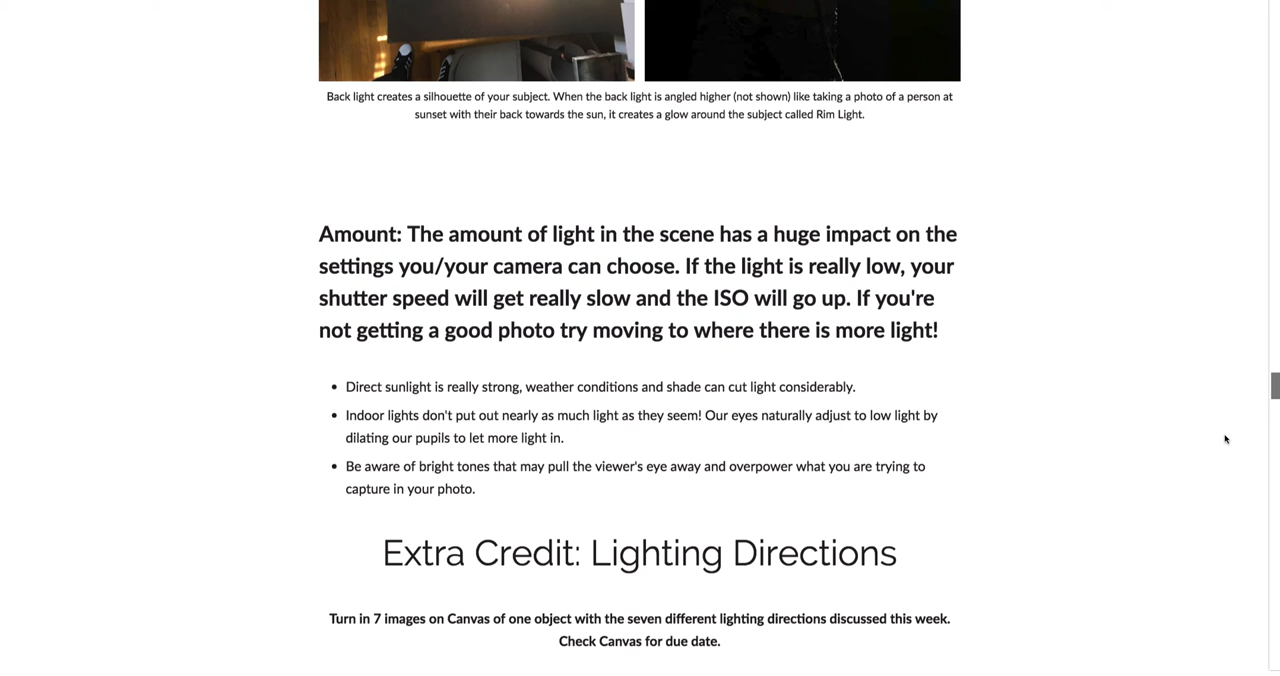 Back light creates a silhouette of your subject. When the back light is angled higher (not shown) like taking a photo of a person at
sunset with their back towards the sun, it creates a glow around the subject called Rim Light.
Amount: The amount of light in the scene has a huge impact on the
settings you/your camera can choose. If the light is really low, your
shutter speed will get really slow and the ISO will go up. If you're
not getting a good photo try moving to where there is more light!
• Direct sunlight is really strong, weather conditions and shade can cut light considerably.
• Indoor lights don't put out nearly as much light as they seem! Our eyes naturally adjust to low light by
dilating our pupils to let more light in.
• Be aware of bright tones that may pull the viewer's eye away and overpower what you are trying to
capture in your photo.
Extra Credit: Lighting Directions
Turn in 7 images on Canvas of one object with the seven different lighting directions discussed this week.
Check Canvas for due date.